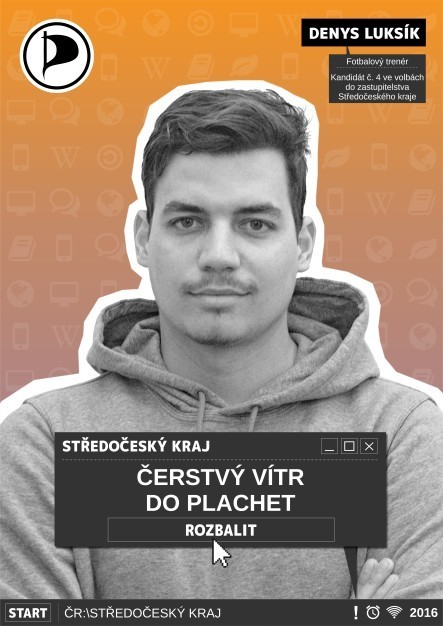 DENYS LUKSÍK
Fotbalový trenér
Kandidát č. 4 ve volbách
do zastupitelstva
Středočeského kraje
STŘEDOČESKÝ KRAJ
ČERSTVÝ VÍTR
DO PLACHET
ROZBALIT
START
ČR:\STŘEDOČESKÝ KRAJ
2016